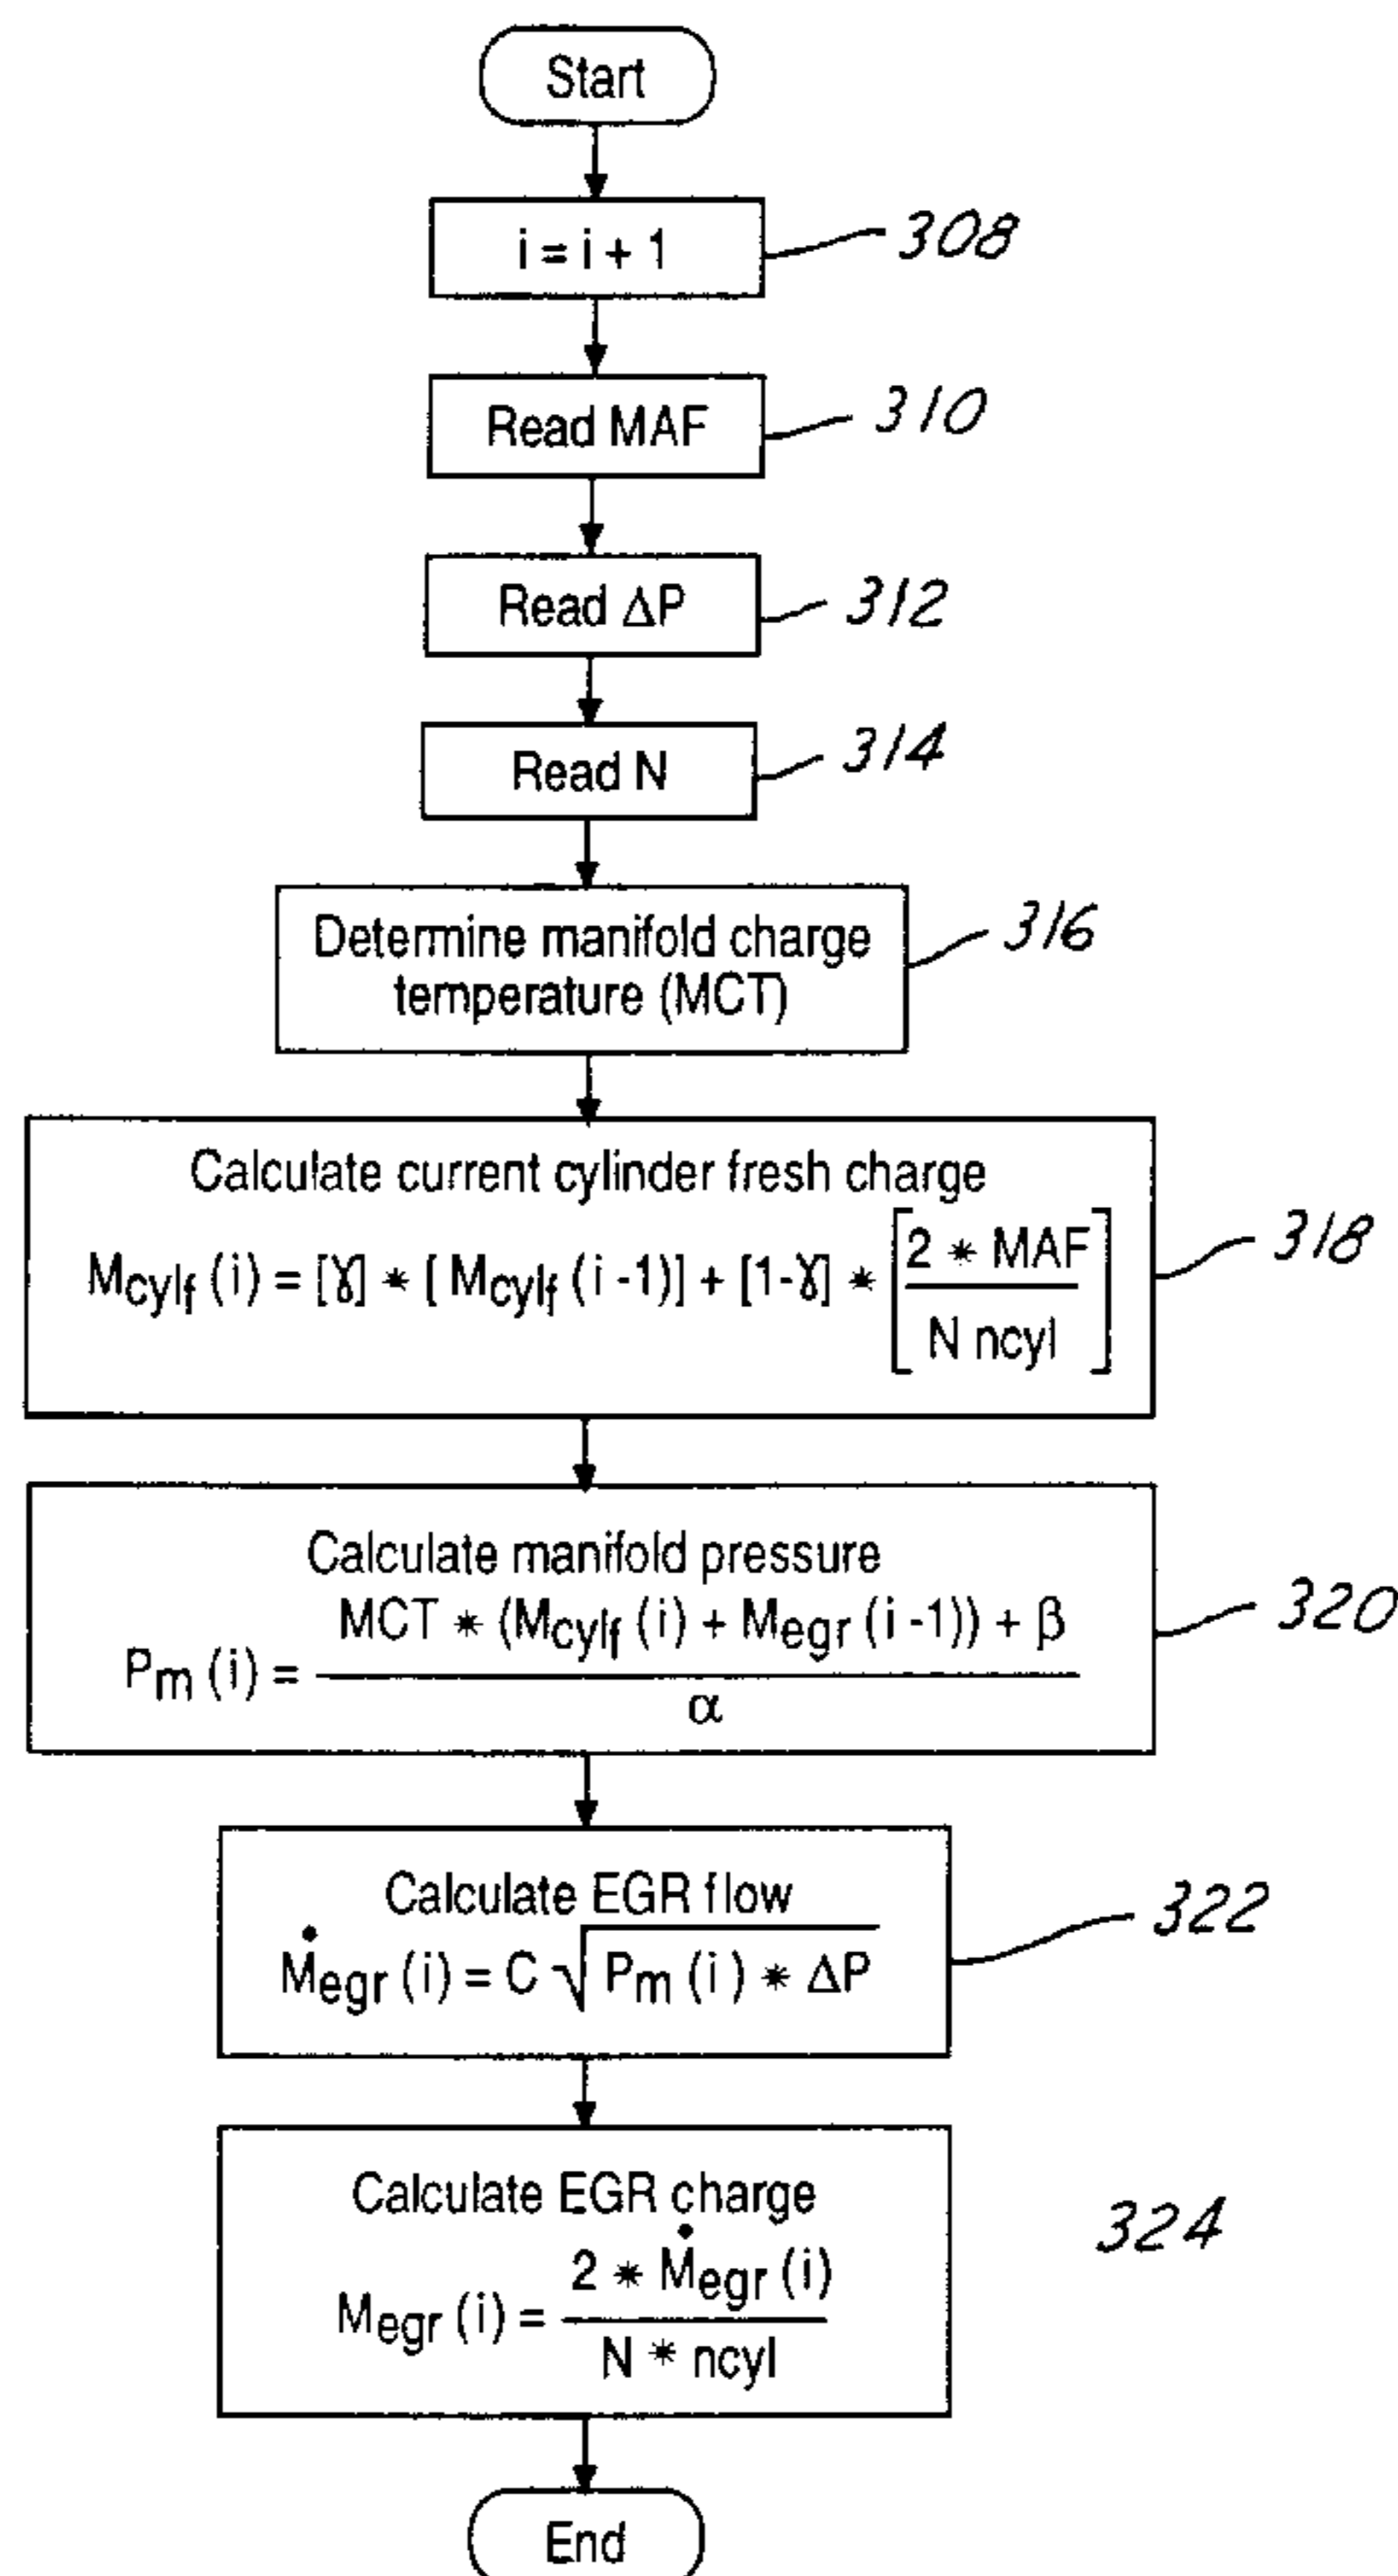 Start
i = i + 1
308
Read MAF
310
Read ΔP
312
Read N
314
Determine manifold charge
temperature (MCT)
316
Calculate current cylinder fresh charge
Mcylf (i) = [ɣ] * [ Mcylf (i -1)] + [1-ɣ] * [2 * MAF / N ncyl]
318
Calculate manifold pressure
Pm (i) = MCT * (Mcylf (i) + Megr (i -1)) + β / α
320
Calculate EGR flow
Ṁegr (i) = C √ Pm (i) * ΔP
322
Calculate EGR charge
Megr (i) = 2 * Ṁegr (i) / N * ncyl
324
End